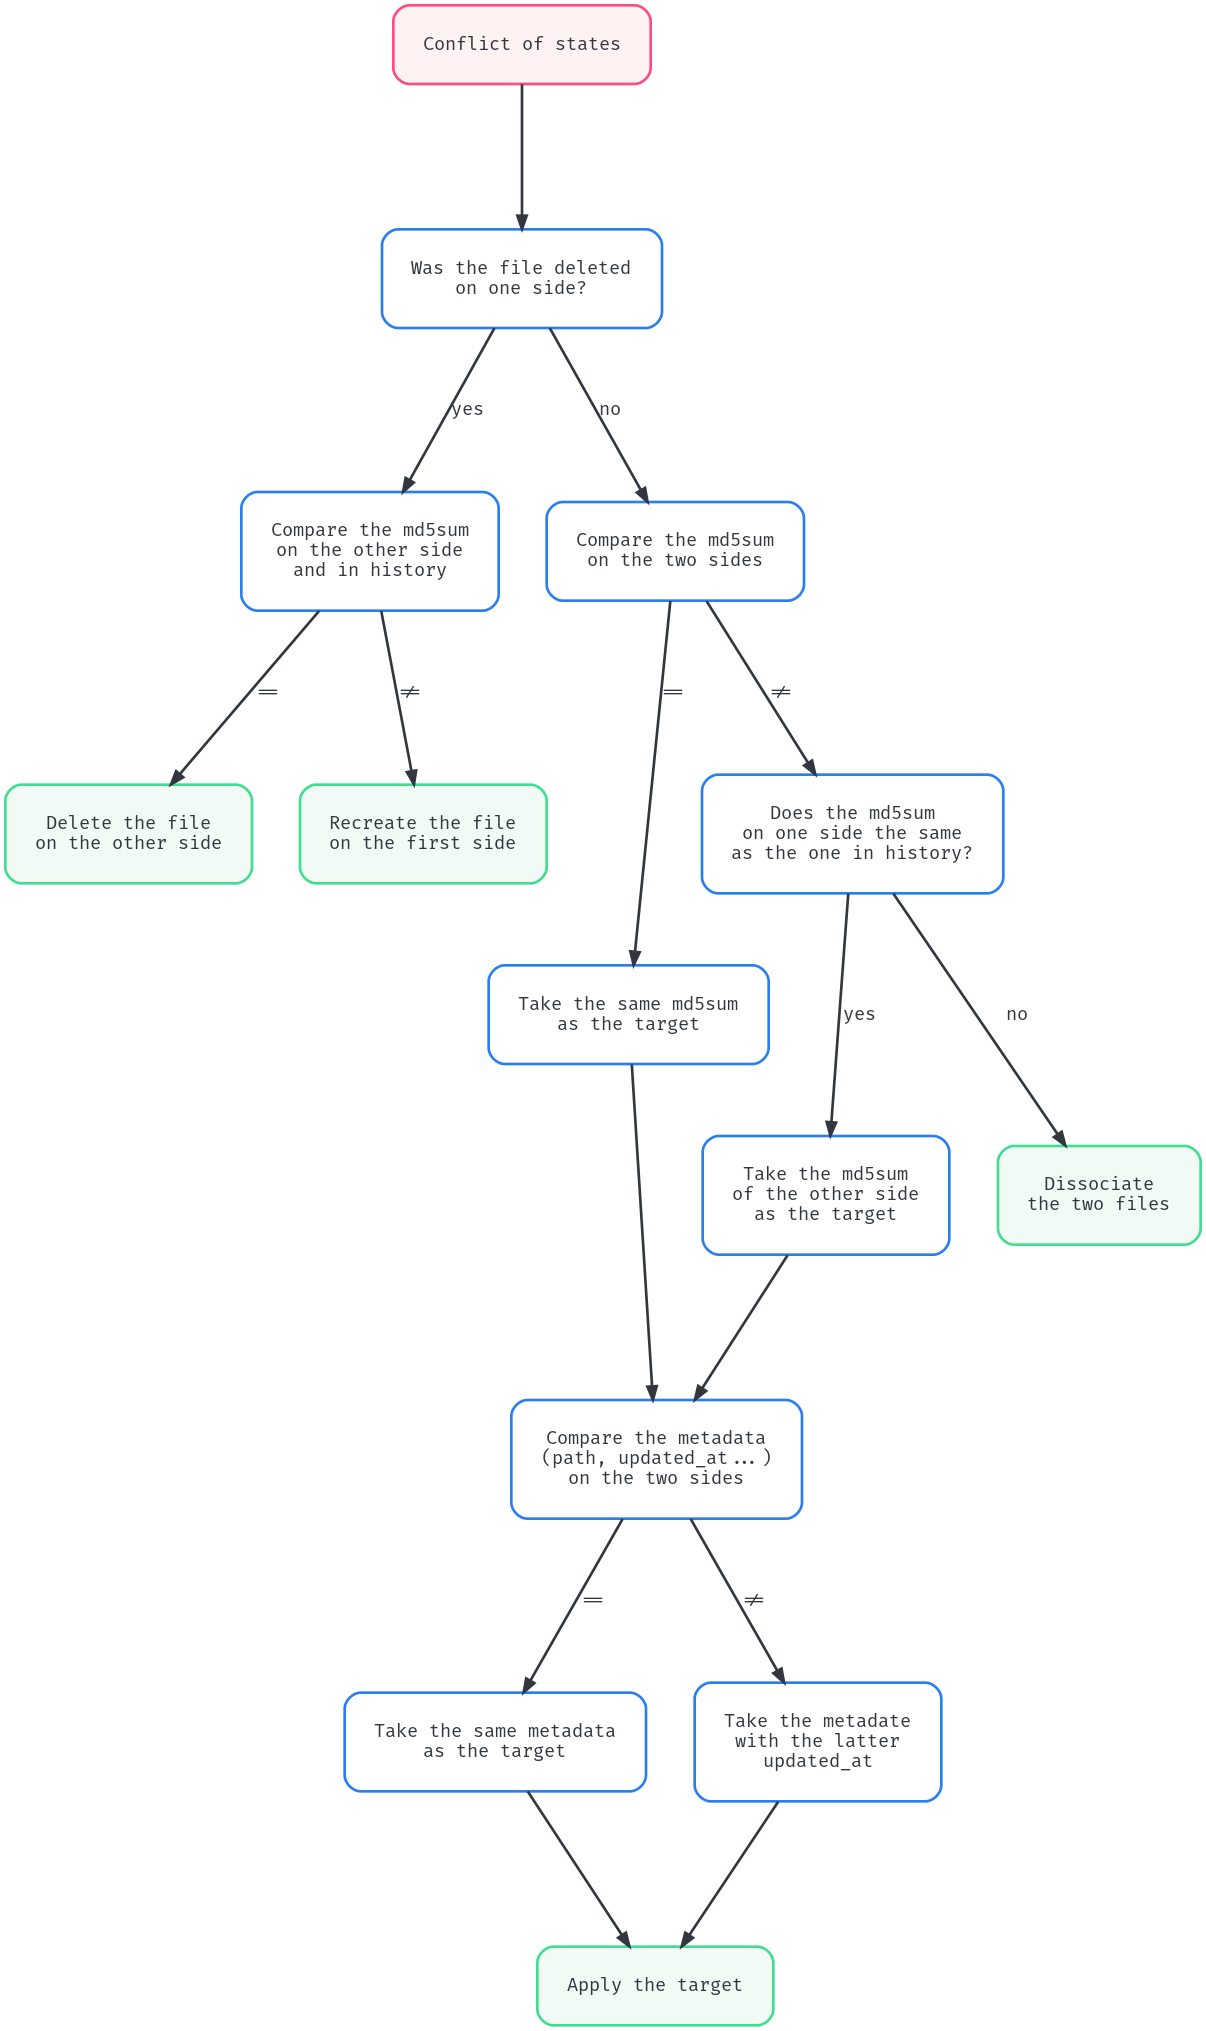 Conflict of states
Was the file deleted
on one side?
yes
no
Compare the md5sum
on the other side
and in history
Compare the md5sum
on the two sides
=
≠
=
≠
Delete the file
on the other side
Recreate the file
on the first side
Does the md5sum
on one side the same
as the one in history?
Take the same md5sum
as the target
yes
no
Take the md5sum
of the other side
as the target
Dissociate
the two files
Compare the metadata
(path, updated_at...)
on the two sides
=
≠
Take the same metadata
as the target
Take the metadate
with the latter
updated_at
Apply the target